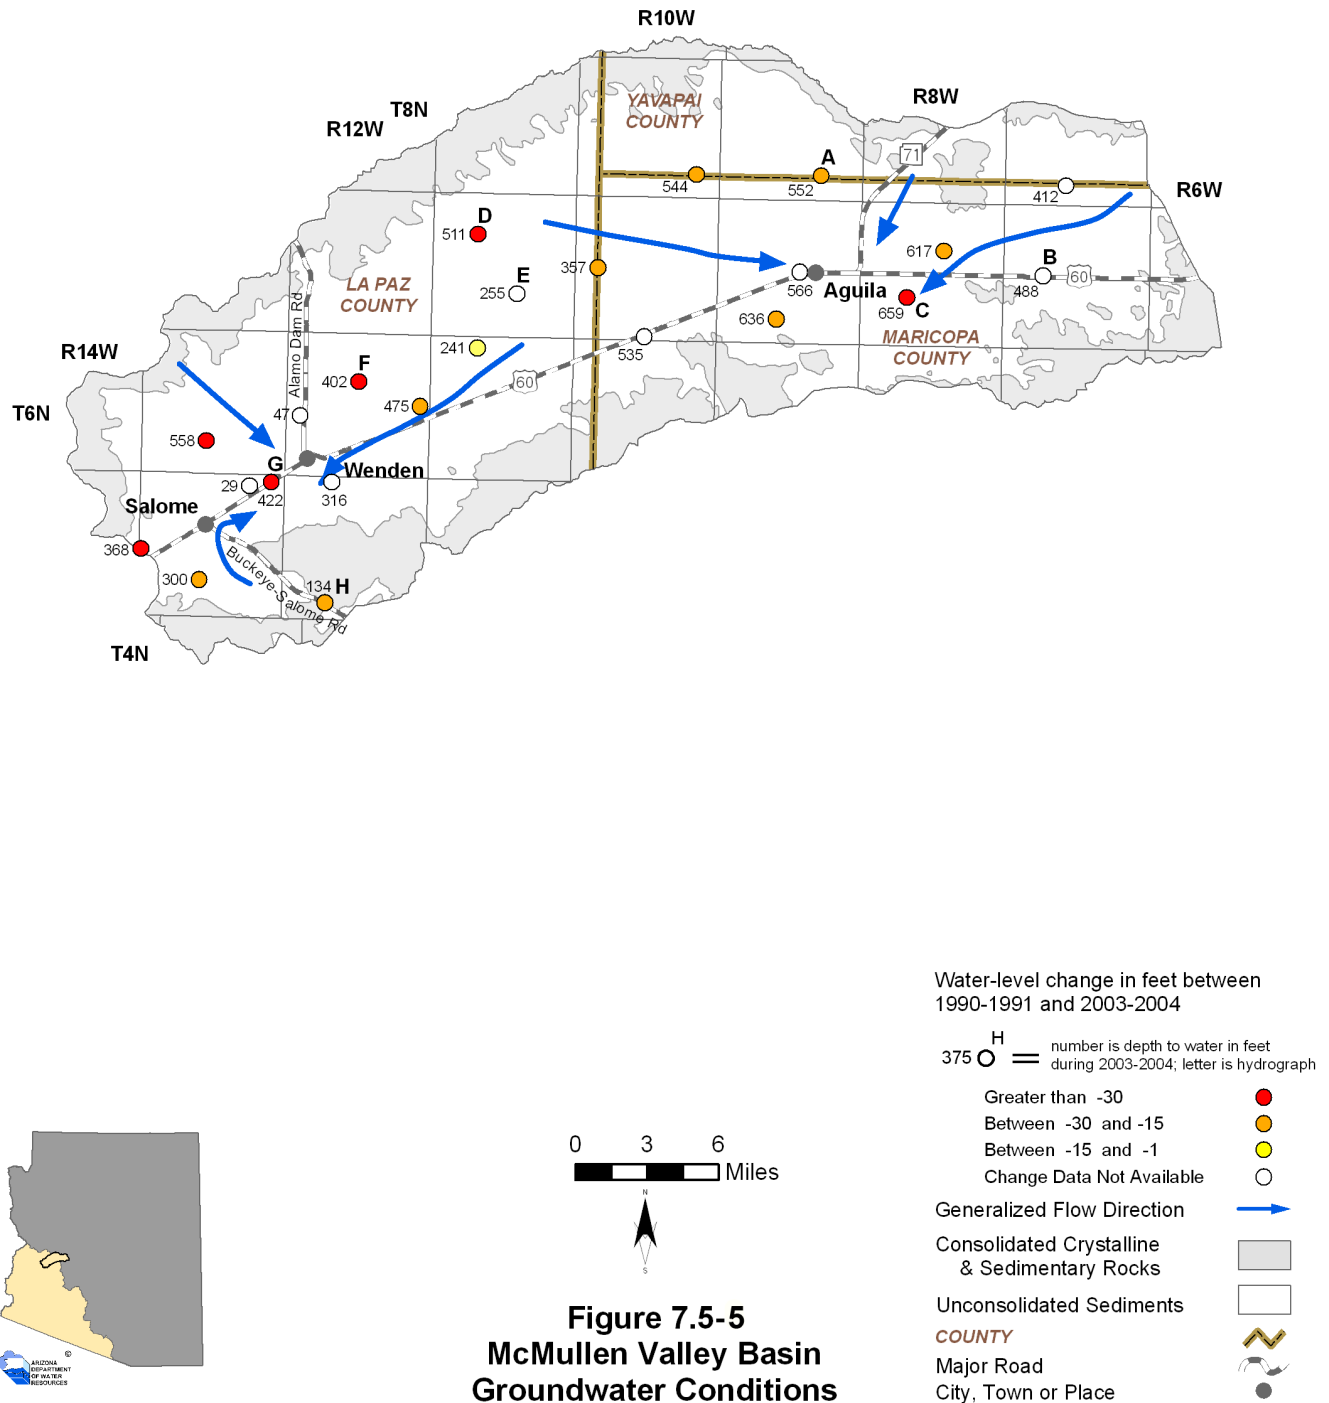 R10W
YAVAPAI
COUNTY
R8W
T8N
R12W
71
A
544
552
412
R6W
D
511
617
B
357
E
255
60
LA PAZ
COUNTY
566
Aguila
488
659
C
636
MARICOPA
COUNTY
Alamo Dam Rd
535
241
R14W
F
402
60
T6N
475
47
558
G
Wenden
29
422
316
Salome
368
Buckeye-Salome Rd
300
134
H
T4N
Water-level change in feet between
1990-1991 and 2003-2004
H
375
number is depth to water in feet
during 2003-2004; letter is hydrograph
Greater than -30
Between -30 and -15
Between -15 and -1
Change Data Not Available
Generalized Flow Direction
Consolidated Crystalline
& Sedimentary Rocks
Unconsolidated Sediments
COUNTY
Major Road
City, Town or Place
0 3 6
Miles
N
S
Figure 7.5-5
McMullen Valley Basin
Groundwater Conditions
©
ARIZONA
DEPARTMENT
OF WATER
RESOURCES